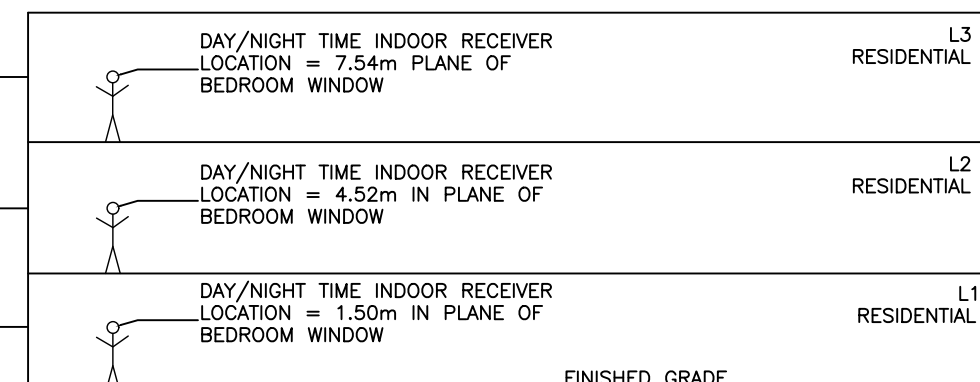 DAY/NIGHT TIME INDOOR RECEIVER
LOCATION = 7.54m PLANE OF
BEDROOM WINDOW
L3
RESIDENTIAL
DAY/NIGHT TIME INDOOR RECEIVER
LOCATION = 4.52m IN PLANE OF
BEDROOM WINDOW
L2
RESIDENTIAL
DAY/NIGHT TIME INDOOR RECEIVER
LOCATION = 1.50m IN PLANE OF
BEDROOM WINDOW
L1
RESIDENTIAL
FINISHED GRADE